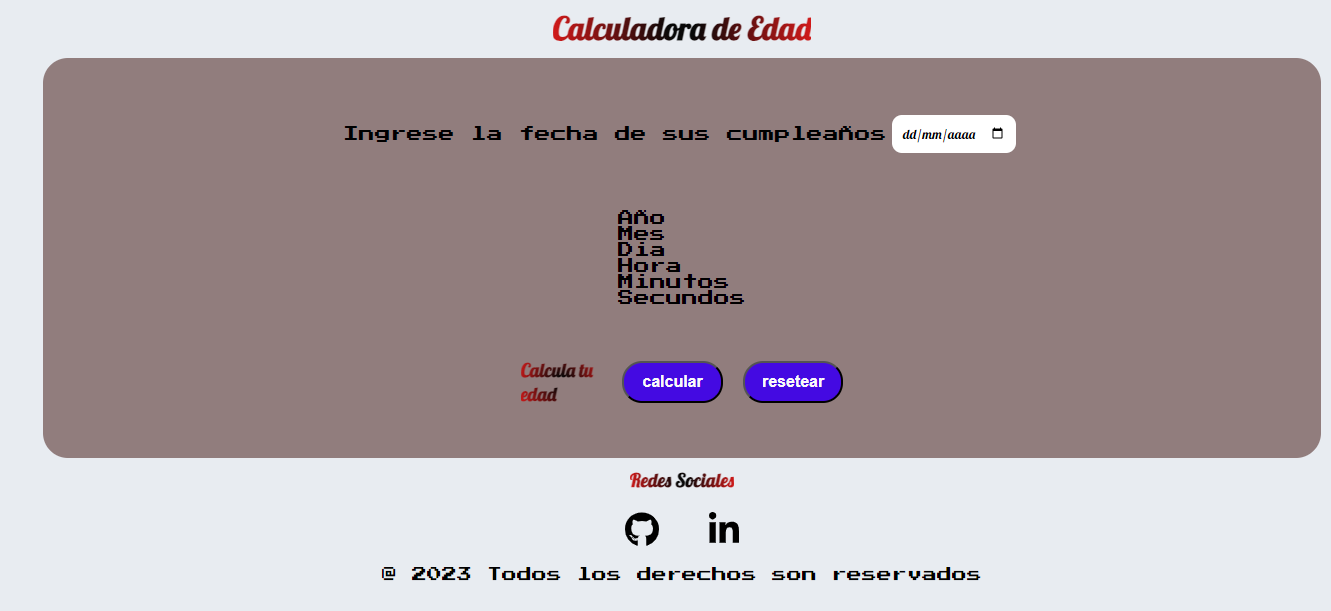 Calculadora de Edad
Ingrese la fecha de sus cumpleaños dd/mm/aaaa
Año
Mes
Dia
Hora
Minutos
Secundos
Calcula tu
edad
calcular resetear
Redes Sociales
in
@ 2023 Todos los derechos son reservados